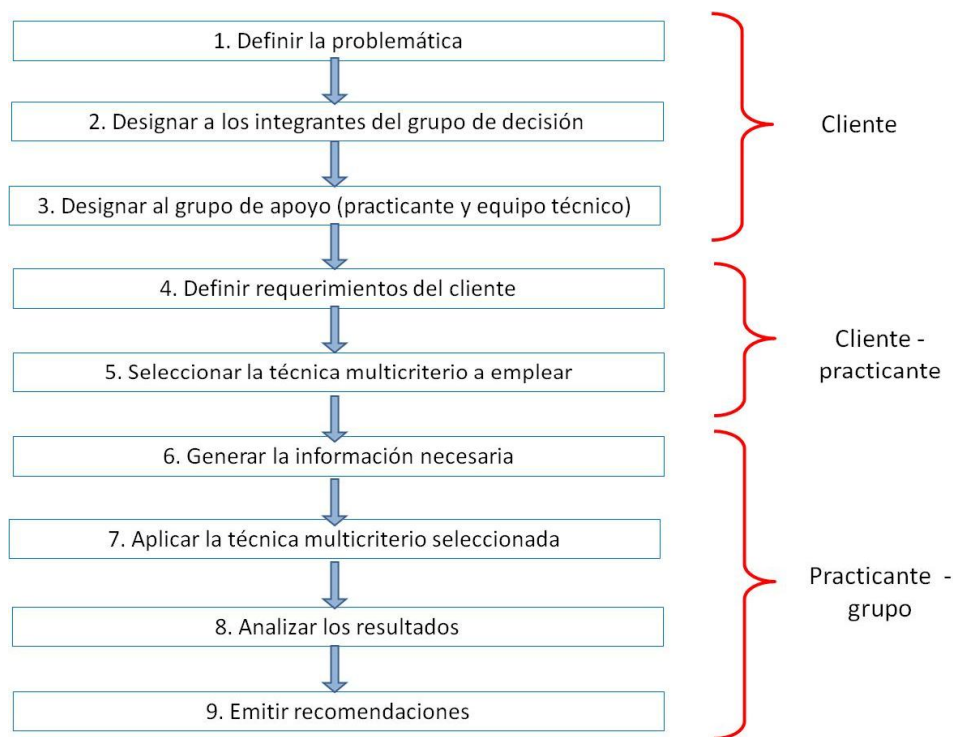 1. Definir la problemática
2. Designar a los integrantes del grupo de decisión
Cliente
3. Designar al grupo de apoyo (practicante y equipo técnico)
4. Definir requerimientos del cliente
Cliente -
practicante
5. Seleccionar la técnica multicriterio a emplear
6. Generar la información necesaria
7. Aplicar la técnica multicriterio seleccionada
Practicante -
grupo
8. Analizar los resultados
9. Emitir recomendaciones